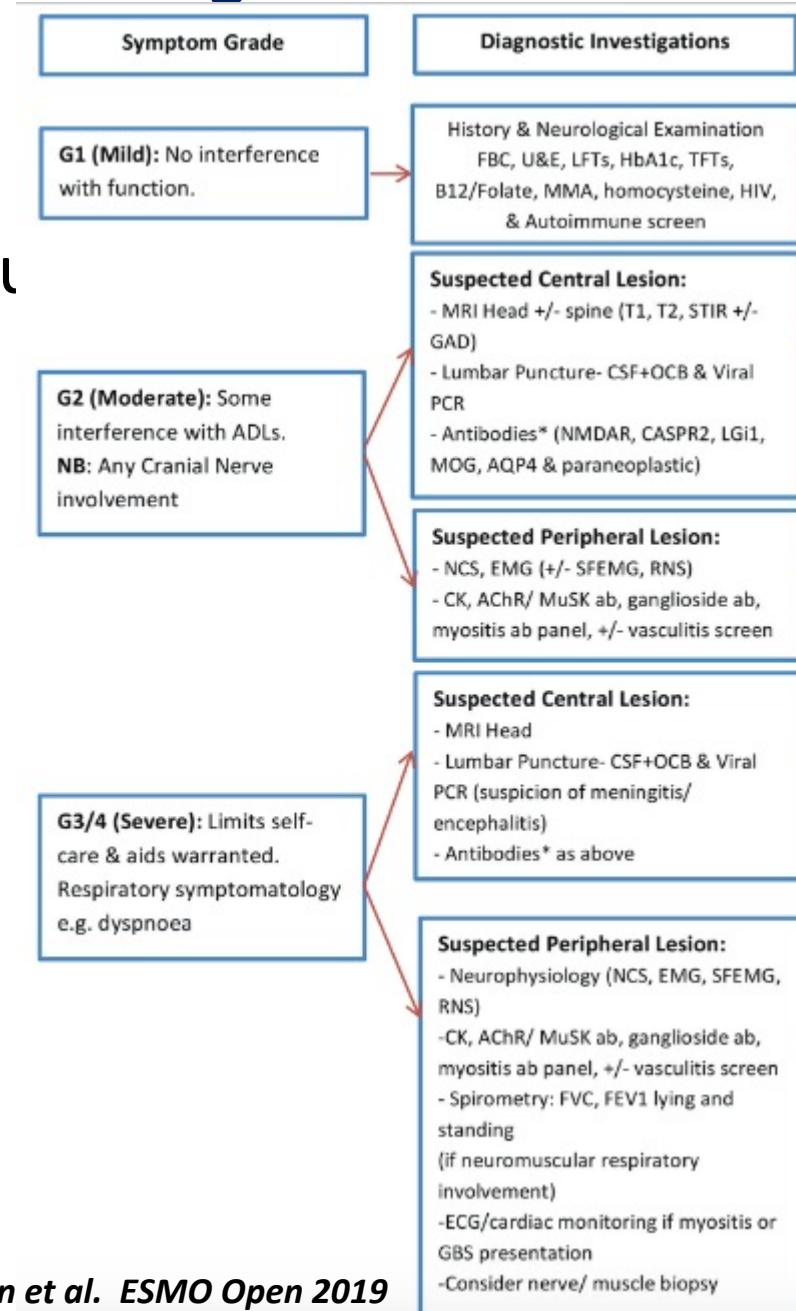 Symptom Grade
Diagnostic Investigations
G1 (Mild): No interference
with function.
History & Neurological Examination
FBC, U&E, LFTs, HbA1c, TFTs,
B12/Folate, MMA, homocysteine, HIV,
& Autoimmune screen
G2 (Moderate): Some
interference with ADLs.
NB: Any Cranial Nerve
involvement
Suspected Central Lesion:
- MRI Head +/- spine (T1, T2, STIR +/-
GAD)
- Lumbar Puncture- CSF+OCB & Viral
PCR
- Antibodies* (NMDAR, CASPR2, LGi1,
MOG, AQP4 & paraneoplastic)
Suspected Peripheral Lesion:
- NCS, EMG (+/- SFEMG, RNS)
- CK, AChR/ MuSK ab, ganglioside ab,
myositis ab panel, +/- vasculitis screen
G3/4 (Severe): Limits self-
care & aids warranted.
Respiratory symptomatology
e.g. dyspnoea
Suspected Central Lesion:
- MRI Head
- Lumbar Puncture- CSF+OCB & Viral
PCR (suspicion of meningitis/
encephalitis)
- Antibodies* as above
Suspected Peripheral Lesion:
- Neurophysiology (NCS, EMG, SFEMG,
RNS)
-CK, AChR/ MuSK ab, ganglioside ab,
myositis ab panel, +/- vasculitis screen
- Spirometry: FVC, FEV1 lying and
standing
(if neuromuscular respiratory
involvement)
-ECG/cardiac monitoring if myositis or
GBS presentation
-Consider nerve/ muscle biopsy
n et al. ESMO Open 2019